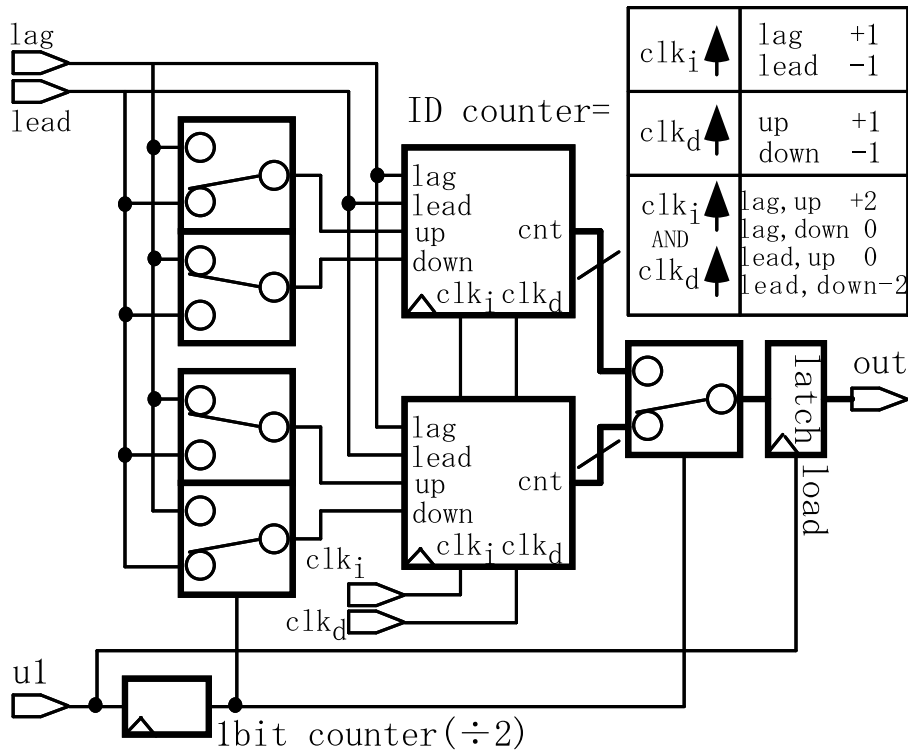 lag
lead
ID counter=
clki
lag +1
lead -1
clkd
up +1
down -1
clki
AND
clkd
lag, up +2
lag, down 0
lead, up 0
lead, down-2
lag
lead
up
down
cnt
clki clkd
lag
lead
up
down
cnt
clki clkd
latch
load
out
clki
clkd
u1
1bit counter(÷2)